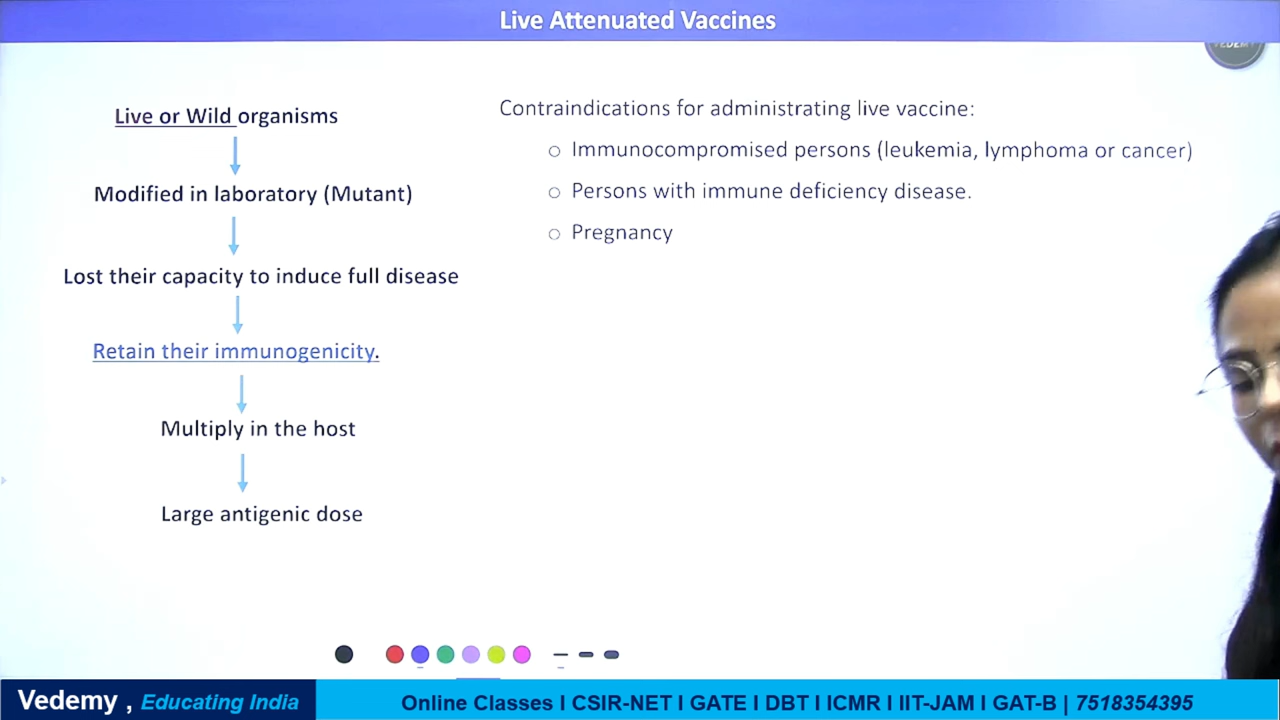 Live Attenuated Vaccines
VEDEMY
Live or Wild organisms
Modified in laboratory (Mutant)
Lost their capacity to induce full disease
Retain their immunogenicity.
Multiply in the host
Large antigenic dose
Contraindications for administrating live vaccine:
Immunocompromised persons (leukemia, lymphoma or cancer)
Persons with immune deficiency disease.
Pregnancy
Vedemy , Educating India
Online Classes I CSIR-NET I GATE I DBT I ICMR I IIT-JAM I GAT-B | 7518354395